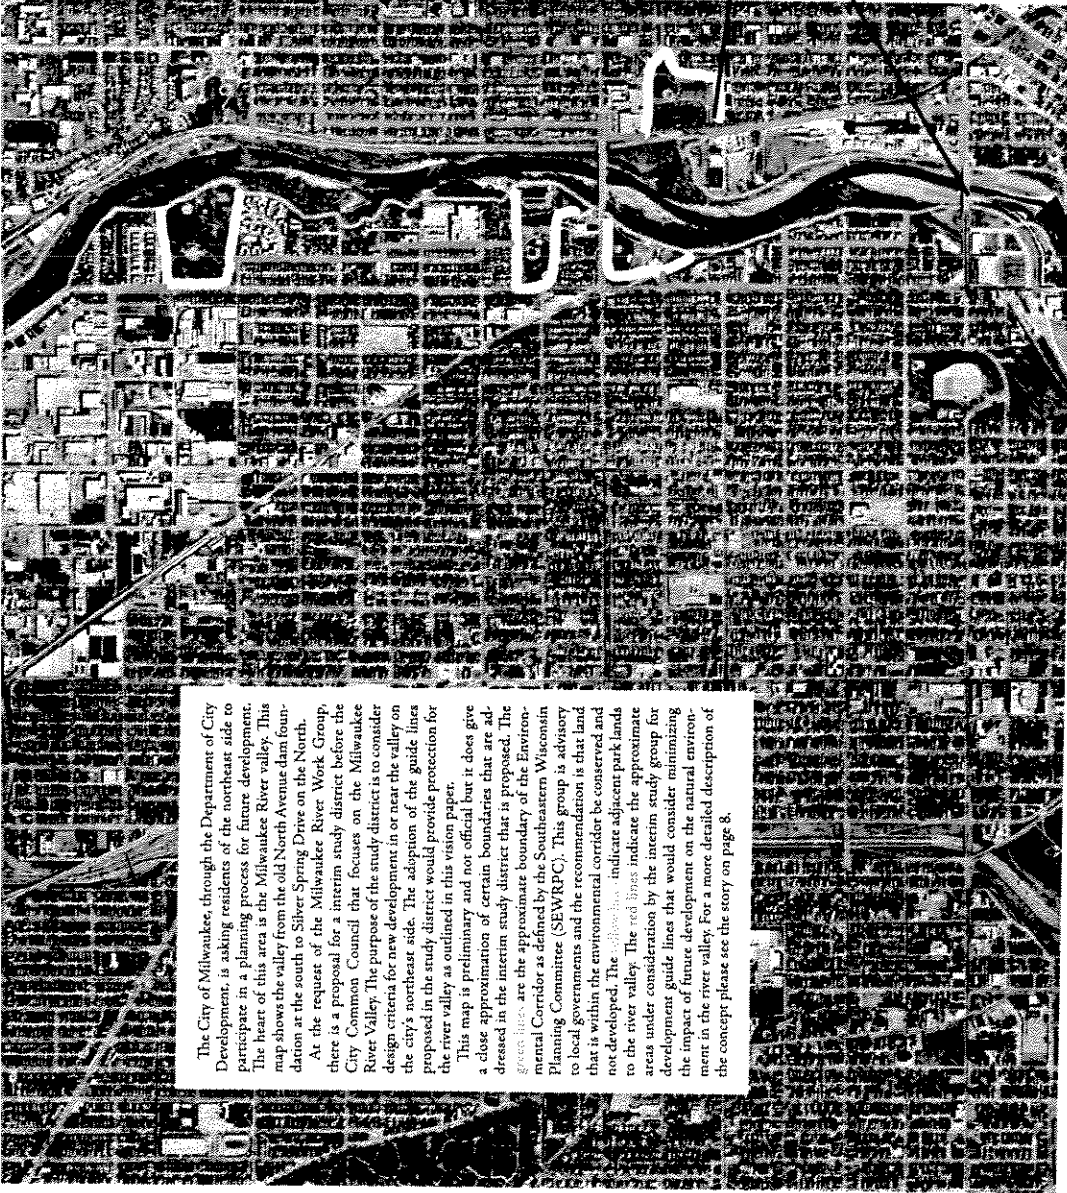 The City of Milwaukee, through the Department of City
Development, is asking residents of the northeast side to
participate in a planning process for future development.
The heart of this area is the Milwaukee River valley. This
map shows the valley from the old North Avenue dam foun-
dation at the south to Silver Spring Drive on the North.
At the request of the Milwaukee River Work Group,
there is a proposal for a interim study district before the
City Common Council that focuses on the Milwaukee
River Valley. The purpose of the study district is to consider
design criteria for new development in or near the valley on
the city's northeast side. The adoption of the guide lines
proposed in the study district would provide protection for
the river valley as outlined in this vision paper.
This map is preliminary and not official but it does give
a close approximation of certain boundaries that are ad-
dressed in the interim study district that is proposed. The
green lines are the approximate boundary of the Environ-
mental Corridor as defined by the Southeastern Wisconsin
Planning Committee (SEWRPC). This group is advisory
to local governments and the recommendation is that land
that is within the environmental corridor be conserved and
not developed. The indicate adjacent park lands
to the river valley. The red lines indicate the approximate
areas under consideration by the interim study group for
development guide lines that would consider minimizing
the impact of future development on the natural environ-
ment in the river valley. For a more detailed description of
the concept please see the story on page 8.